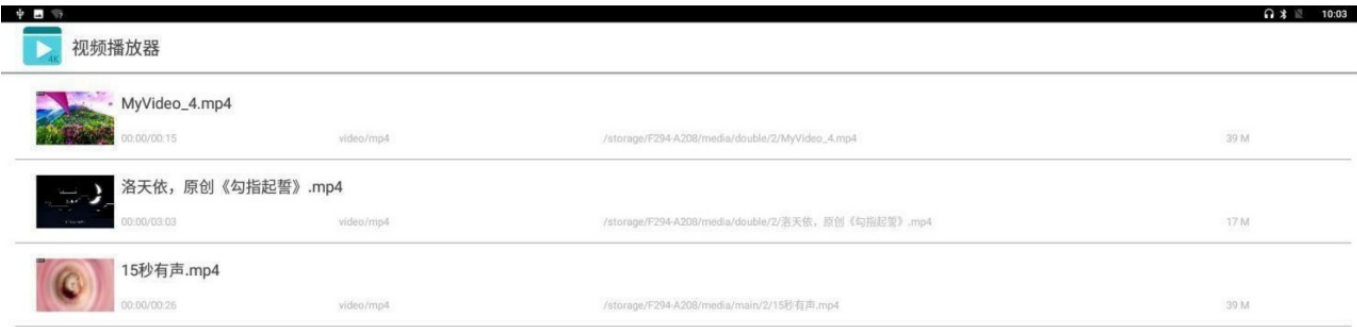 10:03
4K
视频播放器
MyVideo_4.mp4
00:00/00:15 video/mp4 /storage/F294-A208/media/double/2/MyVideo_4.mp4 39 M
洛天依，原创《勾指起誓》.mp4
00:00/03:03 video/mp4 /storage/F294-A208/media/double/2/洛天依，原创《勾指起誓》.mp4 17 M
15秒有声.mp4
00:00/00:26 video/mp4 /storage/F294-A208/media/main/2/15秒有声.mp4 39 M